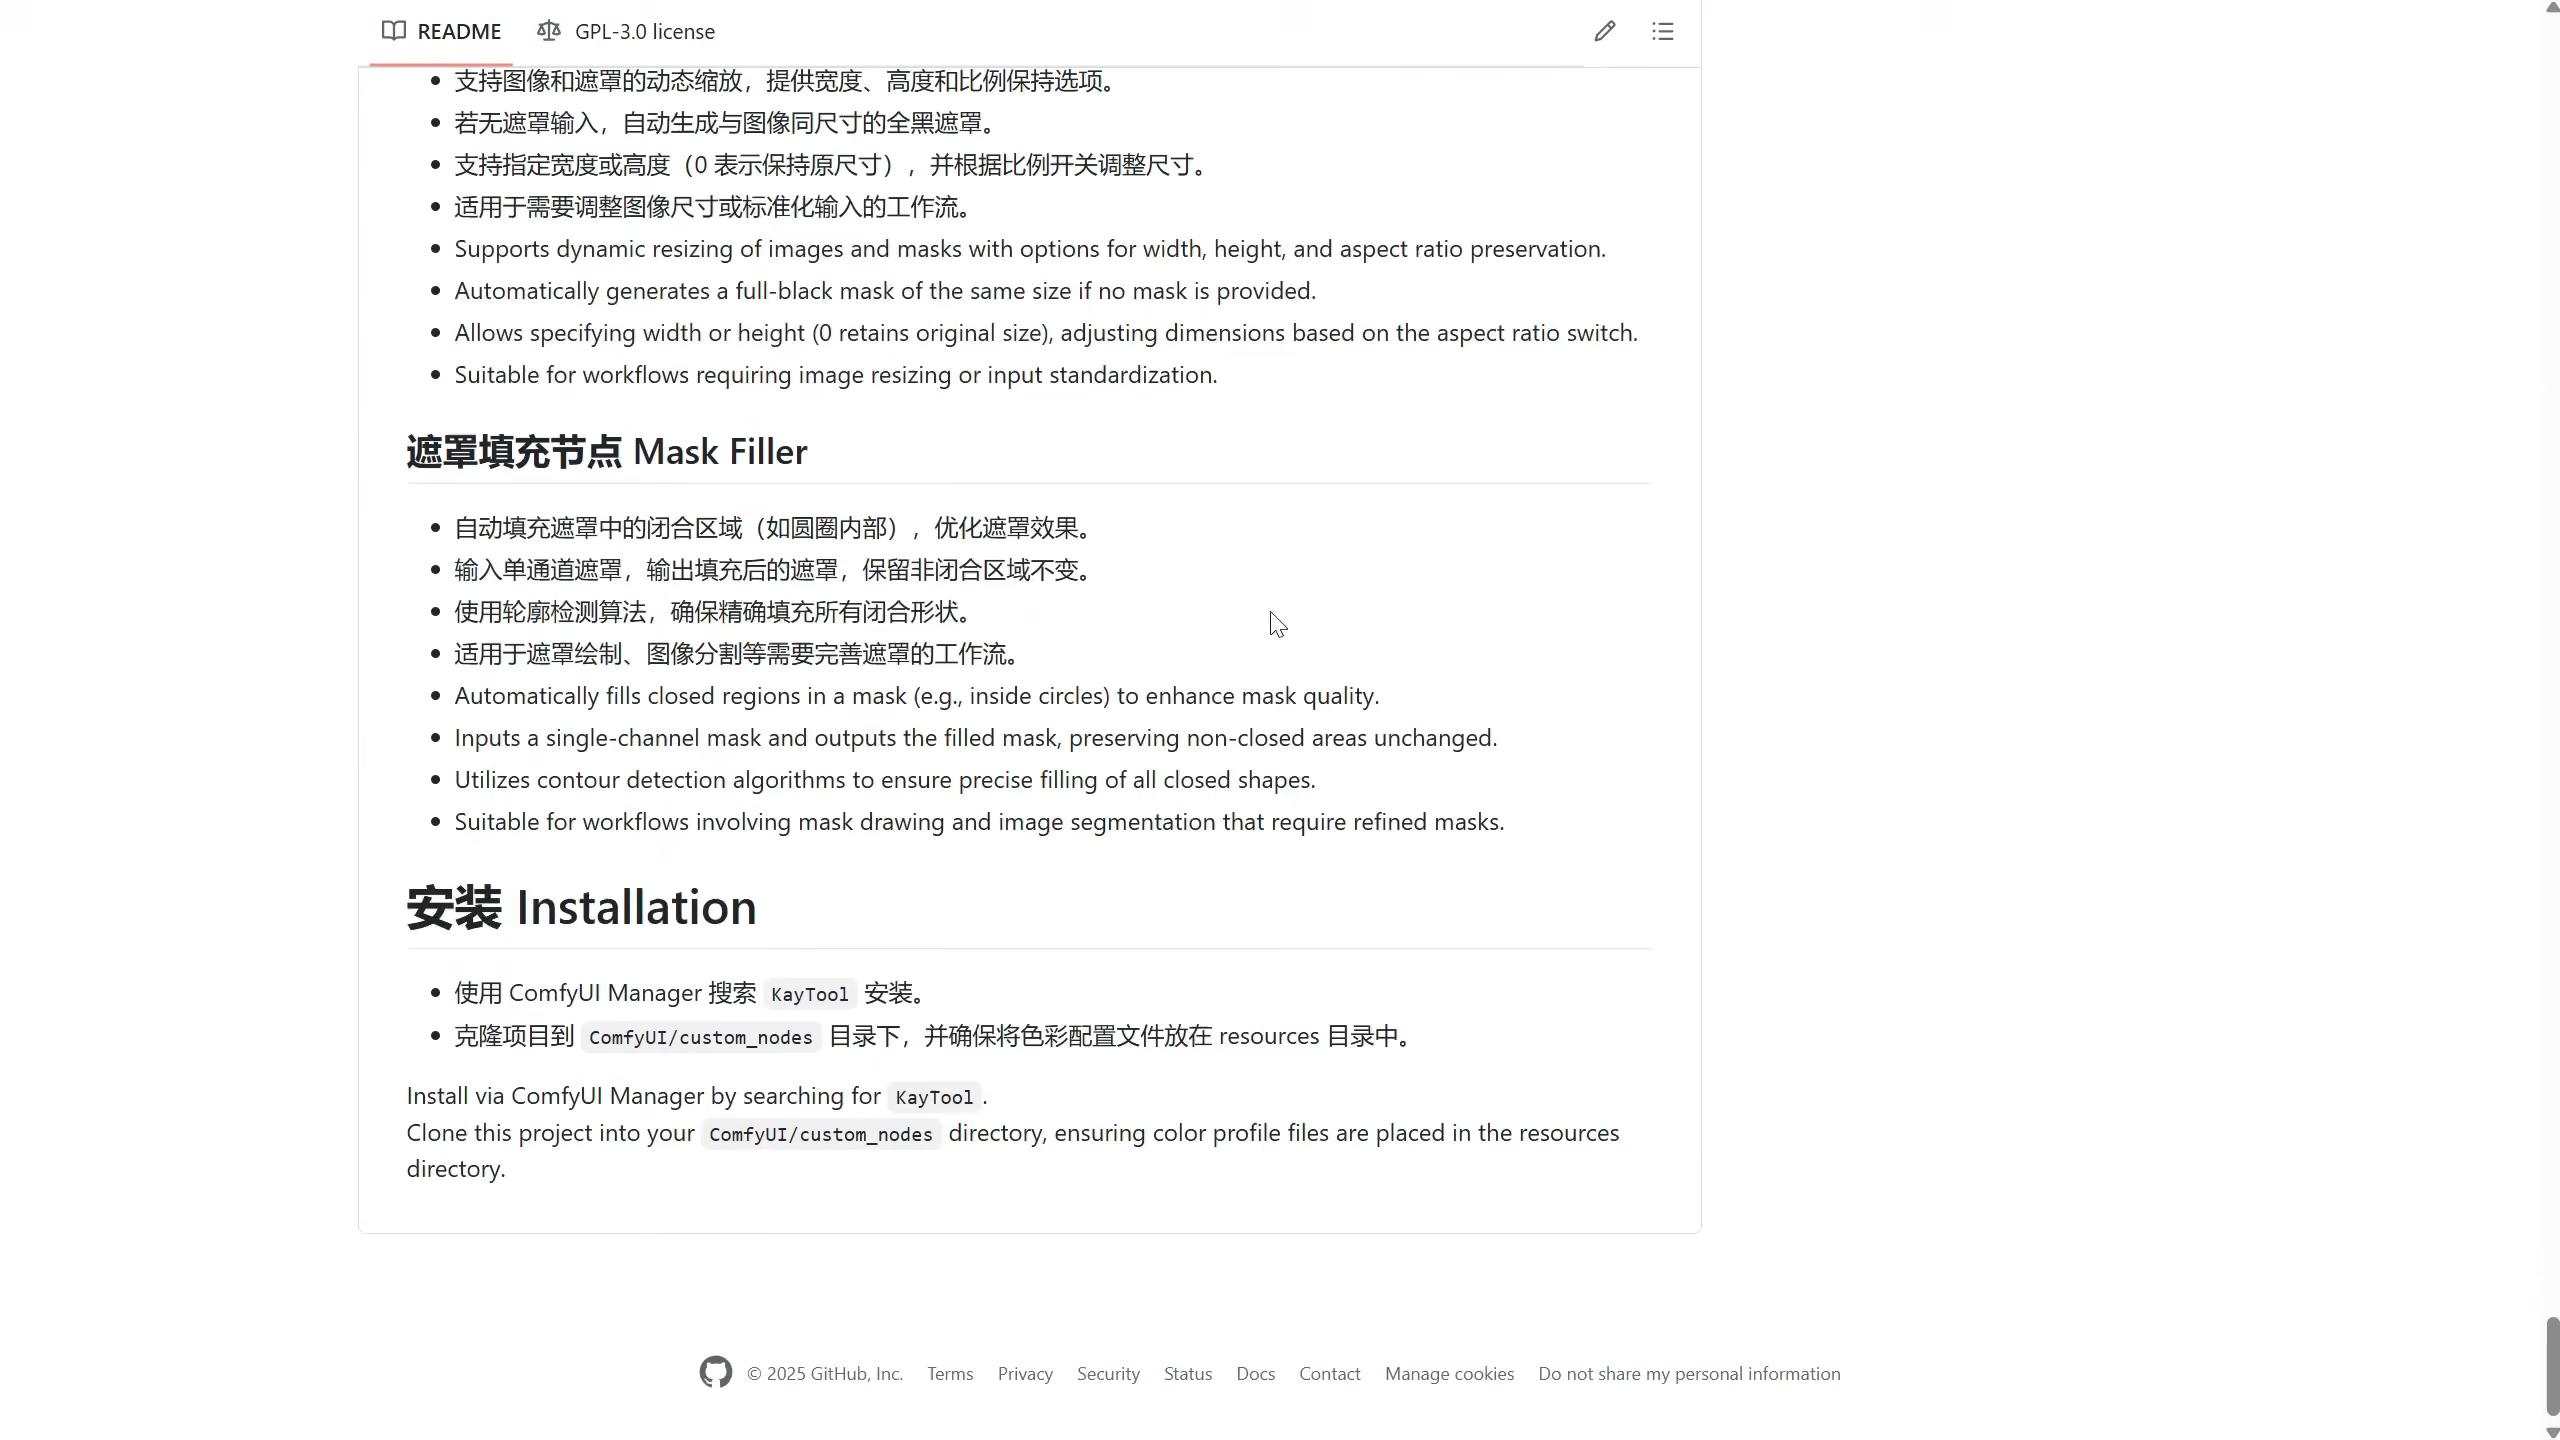 README GPL-3.0 license
支持图像和遮罩的动态缩放，提供宽度、高度和比例保持选项。
若无遮罩输入，自动生成与图像同尺寸的全黑遮罩。
支持指定宽度或高度（0 表示保持原尺寸），并根据比例开关调整尺寸。
适用于需要调整图像尺寸或标准化输入的工作流。
Supports dynamic resizing of images and masks with options for width, height, and aspect ratio preservation.
Automatically generates a full-black mask of the same size if no mask is provided.
Allows specifying width or height (0 retains original size), adjusting dimensions based on the aspect ratio switch.
Suitable for workflows requiring image resizing or input standardization.
遮罩填充节点 Mask Filler
自动填充遮罩中的闭合区域（如圆圈内部），优化遮罩效果。
输入单通道遮罩，输出填充后的遮罩，保留非闭合区域不变。
使用轮廓检测算法，确保精确填充所有闭合形状。
适用于遮罩绘制、图像分割等需要完善遮罩的工作流。
Automatically fills closed regions in a mask (e.g., inside circles) to enhance mask quality.
Inputs a single-channel mask and outputs the filled mask, preserving non-closed areas unchanged.
Utilizes contour detection algorithms to ensure precise filling of all closed shapes.
Suitable for workflows involving mask drawing and image segmentation that require refined masks.
安装 Installation
使用 ComfyUI Manager 搜索 KayTool 安装。
克隆项目到 ComfyUI/custom_nodes 目录下，并确保将色彩配置文件放在 resources 目录中。
Install via ComfyUI Manager by searching for KayTool.
Clone this project into your ComfyUI/custom_nodes directory, ensuring color profile files are placed in the resources
directory.
© 2025 GitHub, Inc. Terms Privacy Security Status Docs Contact Manage cookies Do not share my personal information